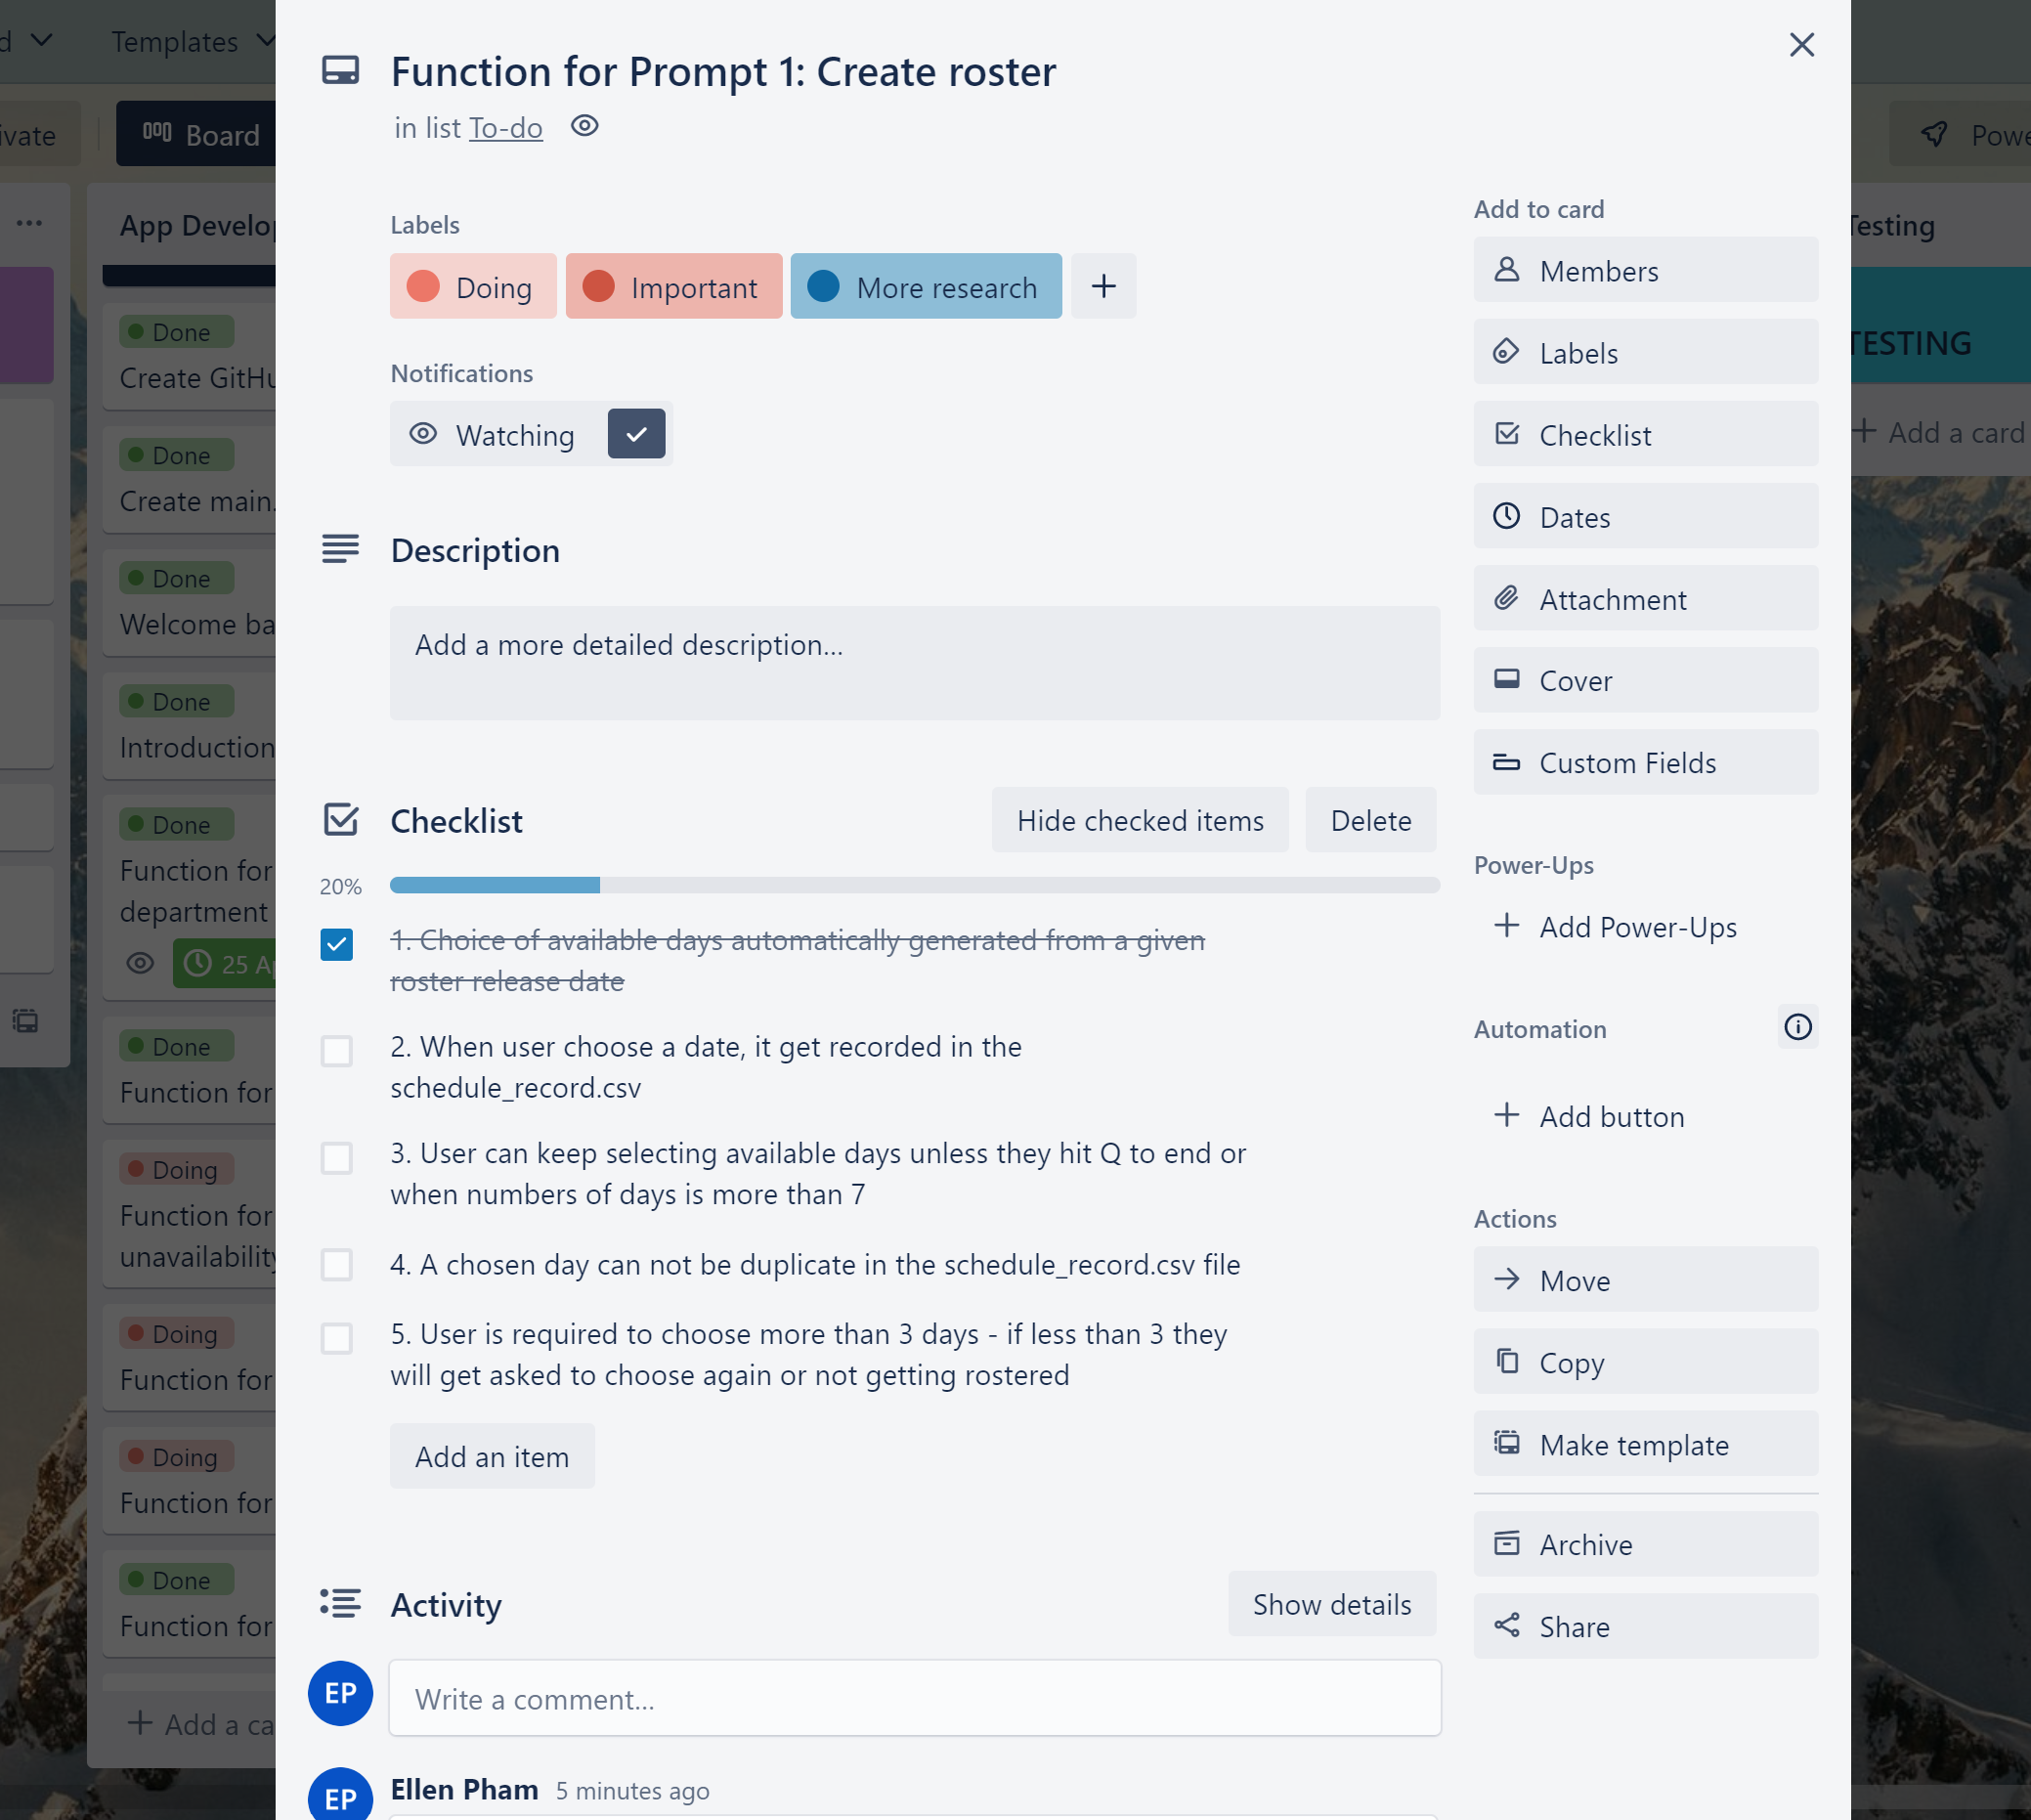 Templates
Function for Prompt 1: Create roster
in list To-do
Board
Powe
Labels
Doing
Important
More research
Notifications
Watching
Description
Add a more detailed description...
Checklist
Hide checked items
Delete
20%
1. Choice of available days automatically generated from a given
roster release date
2. When user choose a date, it get recorded in the
schedule_record.csv
3. User can keep selecting available days unless they hit Q to end or
when numbers of days is more than 7
4. A chosen day can not be duplicate in the schedule_record.csv file
5. User is required to choose more than 3 days - if less than 3 they
will get asked to choose again or not getting rostered
Add an item
Activity
Show details
EP
Write a comment...
EP
Ellen Pham 5 minutes ago
Add to card
Members
Labels
Checklist
Dates
Attachment
Cover
Custom Fields
Power-Ups
Add Power-Ups
Automation
Add button
Actions
Move
Copy
Make template
Archive
Share
ivate
App Develop
Done
Create GitHu
Done
Create main.
Done
Welcome ba
Done
Introduction
Done
Function for
department
25 Ap
Done
Function for
Doing
Function for
unavailability
Doing
Function for
Doing
Function for
Done
Function for
Add a ca
Testing
TESTING
Add a card